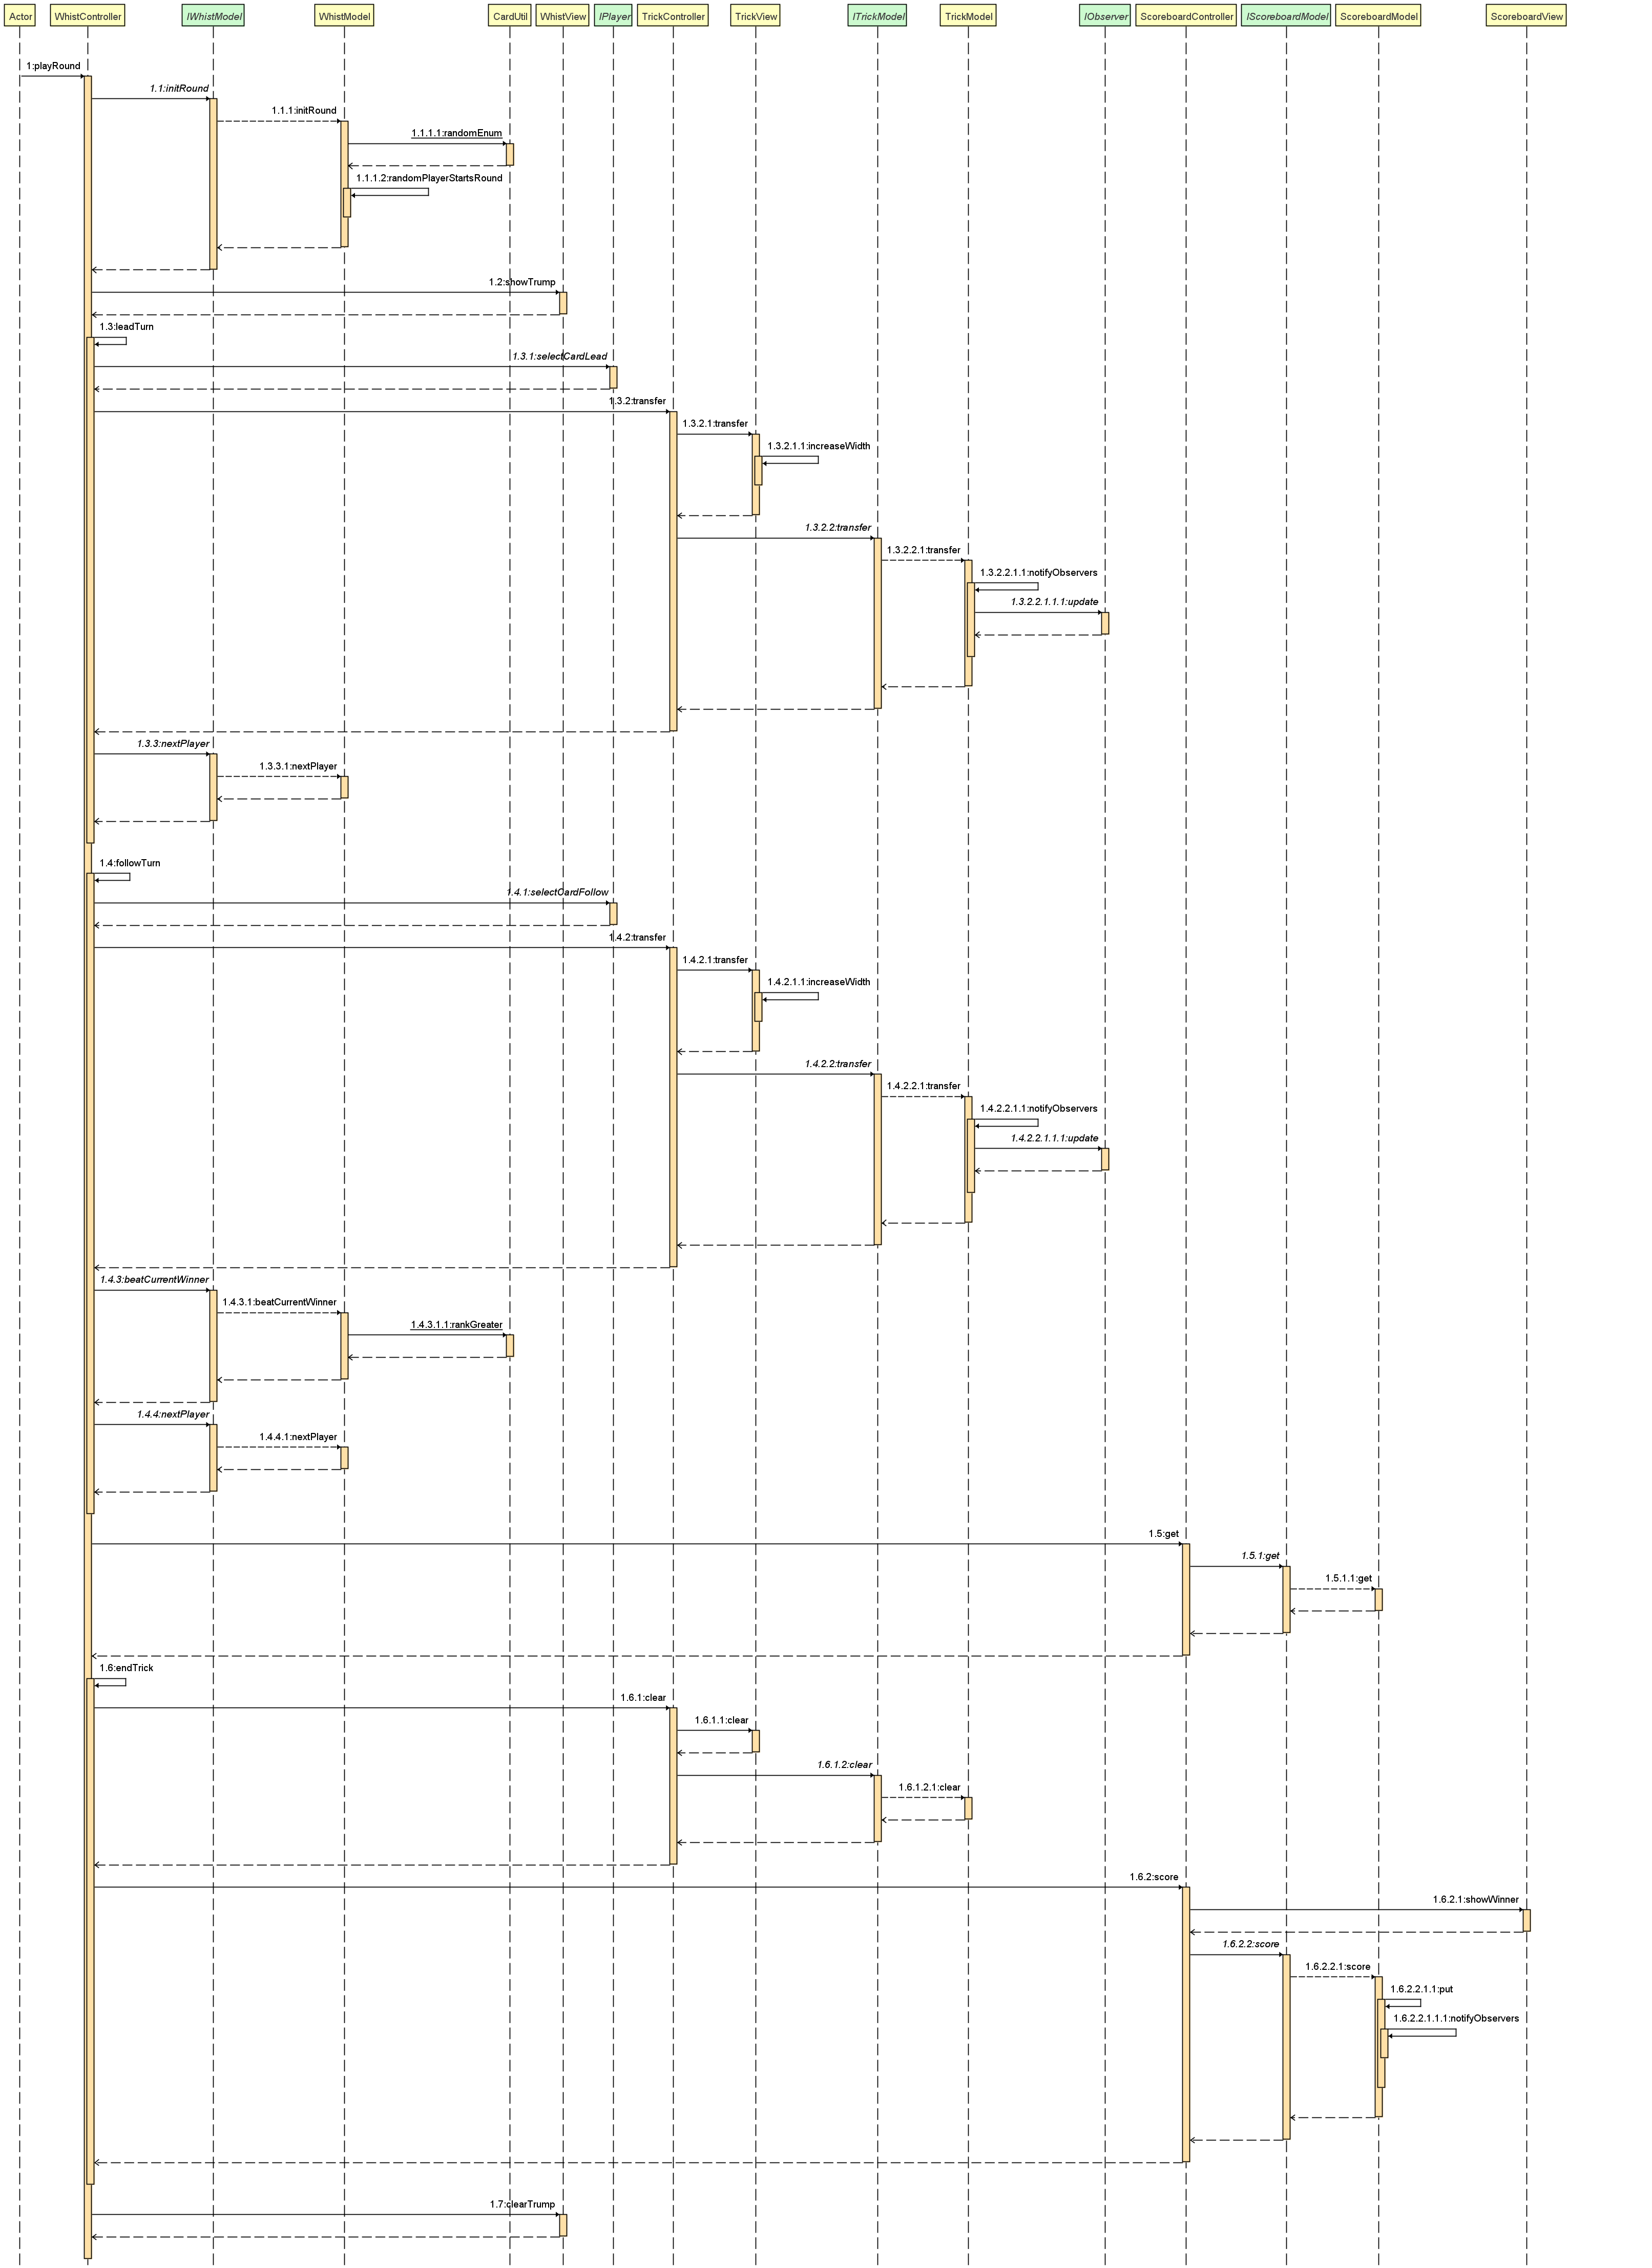 Actor
WhistController
IWhistModel
WhistModel
CardUtil
WhistView
IPlayer
TrickController
TrickView
ITrickModel
TrickModel
IObserver
ScoreboardController
IScoreboardModel
ScoreboardModel
ScoreboardView
1:playRound
1.1:initRound
1.1.1:initRound
1.1.1.1:randomEnum
1.1.1.2:randomPlayerStartsRound
1.2:showTrump
1.3:leadTurn
1.3.1:selectCardLead
1.3.2:transfer
1.3.2.1:transfer
1.3.2.1.1:increaseWidth
1.3.2.2:transfer
1.3.2.2.1:transfer
1.3.2.2.1.1:notifyObservers
1.3.2.2.1.1.1:update
1.3.3:nextPlayer
1.3.3.1:nextPlayer
1.4:followTurn
1.4.1:selectCardFollow
1.4.2:transfer
1.4.2.1:transfer
1.4.2.1.1:increaseWidth
1.4.2.2:transfer
1.4.2.2.1:transfer
1.4.2.2.1.1:notifyObservers
1.4.2.2.1.1.1:update
1.4.3:beatCurrentWinner
1.4.3.1:beatCurrentWinner
1.4.3.1.1:rankGreater
1.4.4:nextPlayer
1.4.4.1:nextPlayer
1.5:get
1.5.1:get
1.5.1.1:get
1.6:endTrick
1.6.1:clear
1.6.1.1:clear
1.6.1.2:clear
1.6.1.2.1:clear
1.6.2:score
1.6.2.1:showWinner
1.6.2.2:score
1.6.2.2.1:score
1.6.2.2.1.1:put
1.6.2.2.1.1.1:notifyObservers
1.7:clearTrump